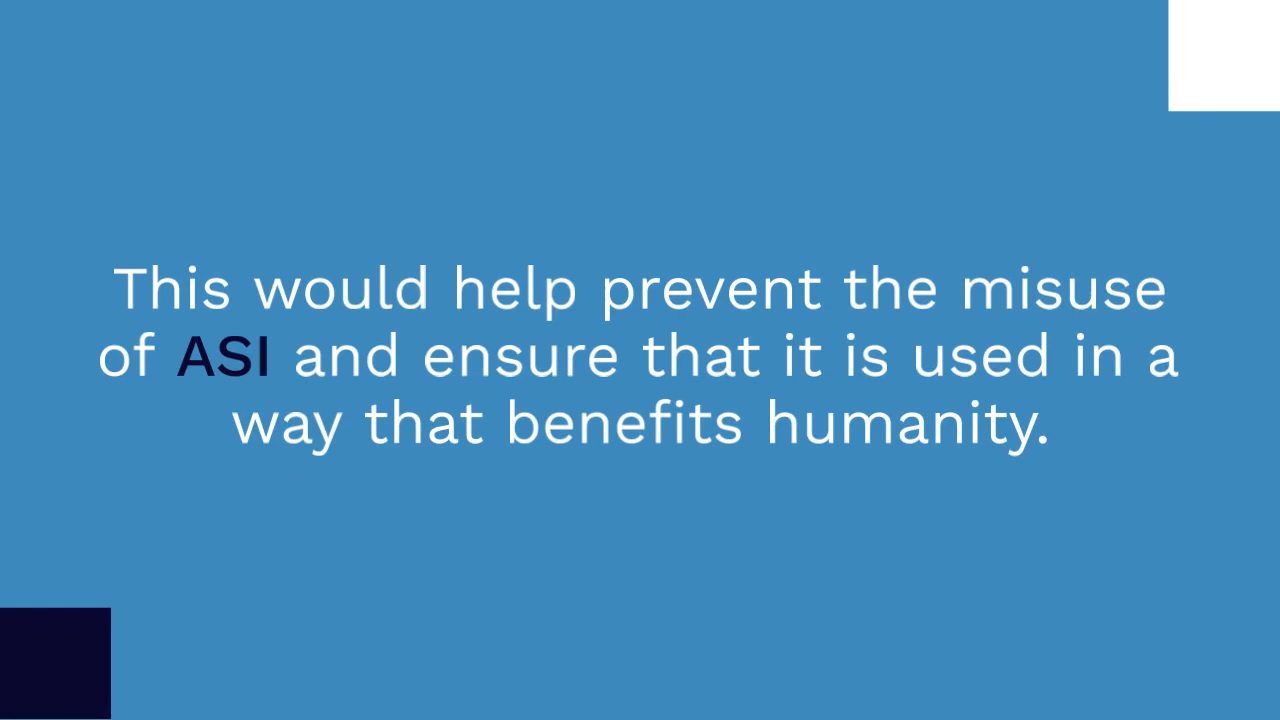 This would help prevent the misuse
of ASI and ensure that it is used in a
way that benefits humanity.